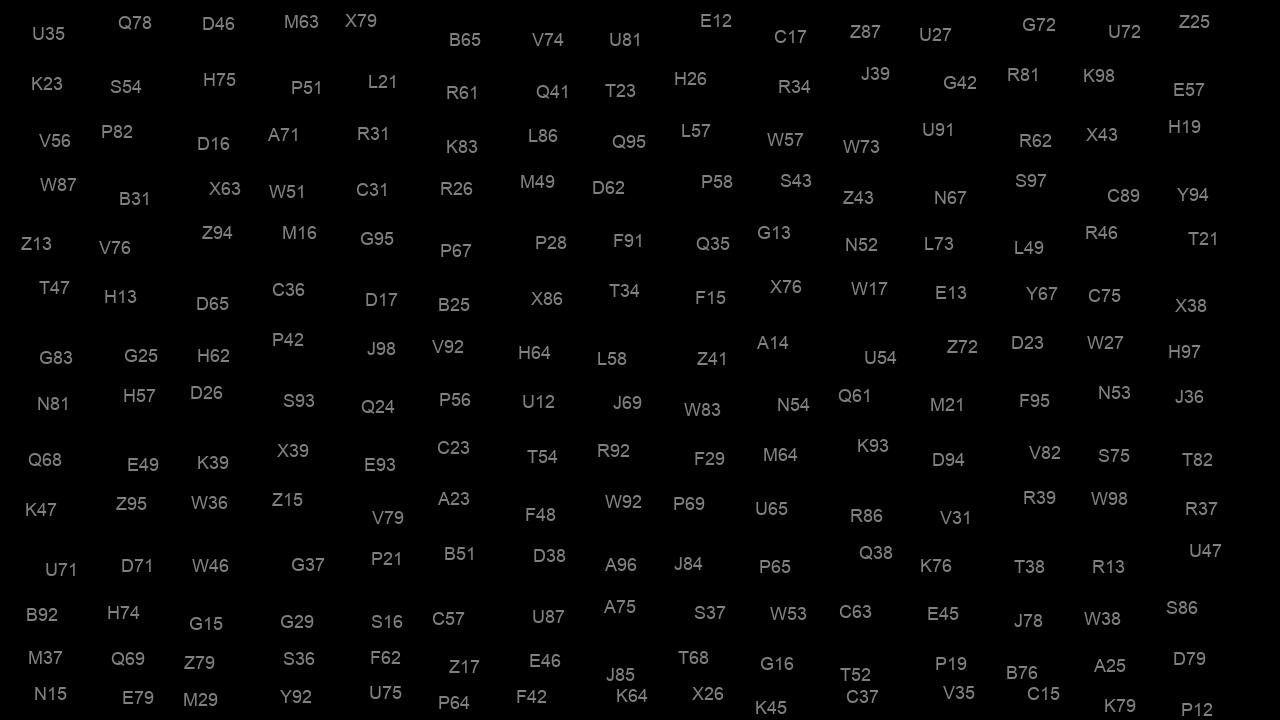 U35 Q78 D46 M63 X79 B65 V74 U81 E12 C17 Z87 U27 G72 U72 Z25
K23 S54 H75 P51 L21 R61 Q41 T23 H26 R34 J39 G42 R81 K98 E57
V56 P82 D16 A71 R31 K83 L86 Q95 L57 W57 W73 U91 R62 X43 H19
W87 B31 X63 W51 C31 R26 M49 D62 P58 S43 Z43 N67 S97 C89 Y94
Z13 V76 Z94 M16 G95 P67 P28 F91 Q35 G13 N52 L73 L49 R46 T21
T47 H13 D65 C36 D17 B25 X86 T34 F15 X76 W17 E13 Y67 C75 X38
G83 G25 H62 P42 J98 V92 H64 L58 Z41 A14 U54 Z72 D23 W27 H97
N81 H57 D26 S93 Q24 P56 U12 J69 W83 N54 Q61 M21 F95 N53 J36
Q68 E49 K39 X39 E93 C23 T54 R92 F29 M64 K93 D94 V82 S75 T82
K47 Z95 W36 Z15 V79 A23 F48 W92 P69 U65 R86 V31 R39 W98 R37
U71 D71 W46 G37 P21 B51 D38 A96 J84 P65 Q38 K76 T38 R13 U47
B92 H74 G15 G29 S16 C57 U87 A75 S37 W53 C63 E45 J78 W38 S86
M37 Q69 Z79 S36 F62 Z17 E46 J85 T68 G16 T52 P19 B76 A25 D79
N15 E79 M29 Y92 U75 P64 F42 K64 X26 K45 C37 V35 C15 K79 P12